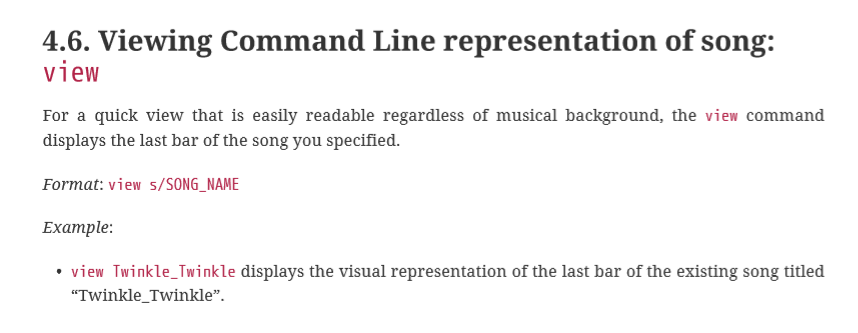 4.6. Viewing Command Line representation of song:
view
For a quick view that is easily readable regardless of musical background, the view command
displays the last bar of the song you specified.
Format: view s/SONG_NAME
Example:
• view Twinkle_Twinkle displays the visual representation of the last bar of the existing song titled
“Twinkle_Twinkle”.